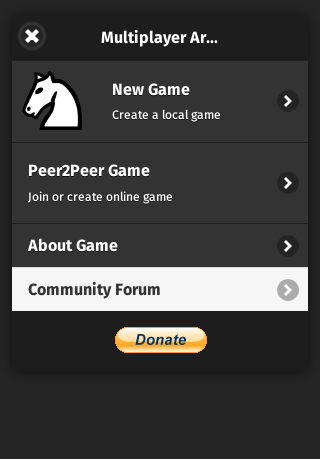 Multiplayer Ar...
New Game
Create a local game
Peer2Peer Game
Join or create online game
About Game
Community Forum
Donate